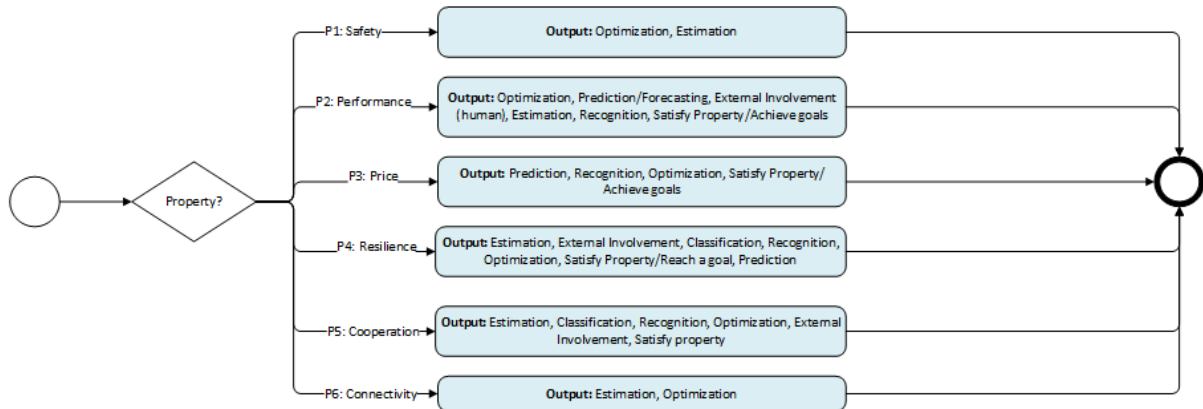 P1: Safety
Output: Optimization, Estimation
P2: Performance
Output: Optimization, Prediction/Forecasting, External Involvement
(human), Estimation, Recognition, Satisfy Property/Achieve goals
Property?
P3: Price
Output: Prediction, Recognition, Optimization, Satisfy Property/
Achieve goals
P4: Resilience
Output: Estimation, External Involvement, Classification, Recognition,
Optimization, Satisfy Property/Reach a goal, Prediction
P5: Cooperation
Output: Estimation, Classification, Recognition, Optimization, External
Involvement, Satisfy property
P6: Connectivity
Output: Estimation, Optimization